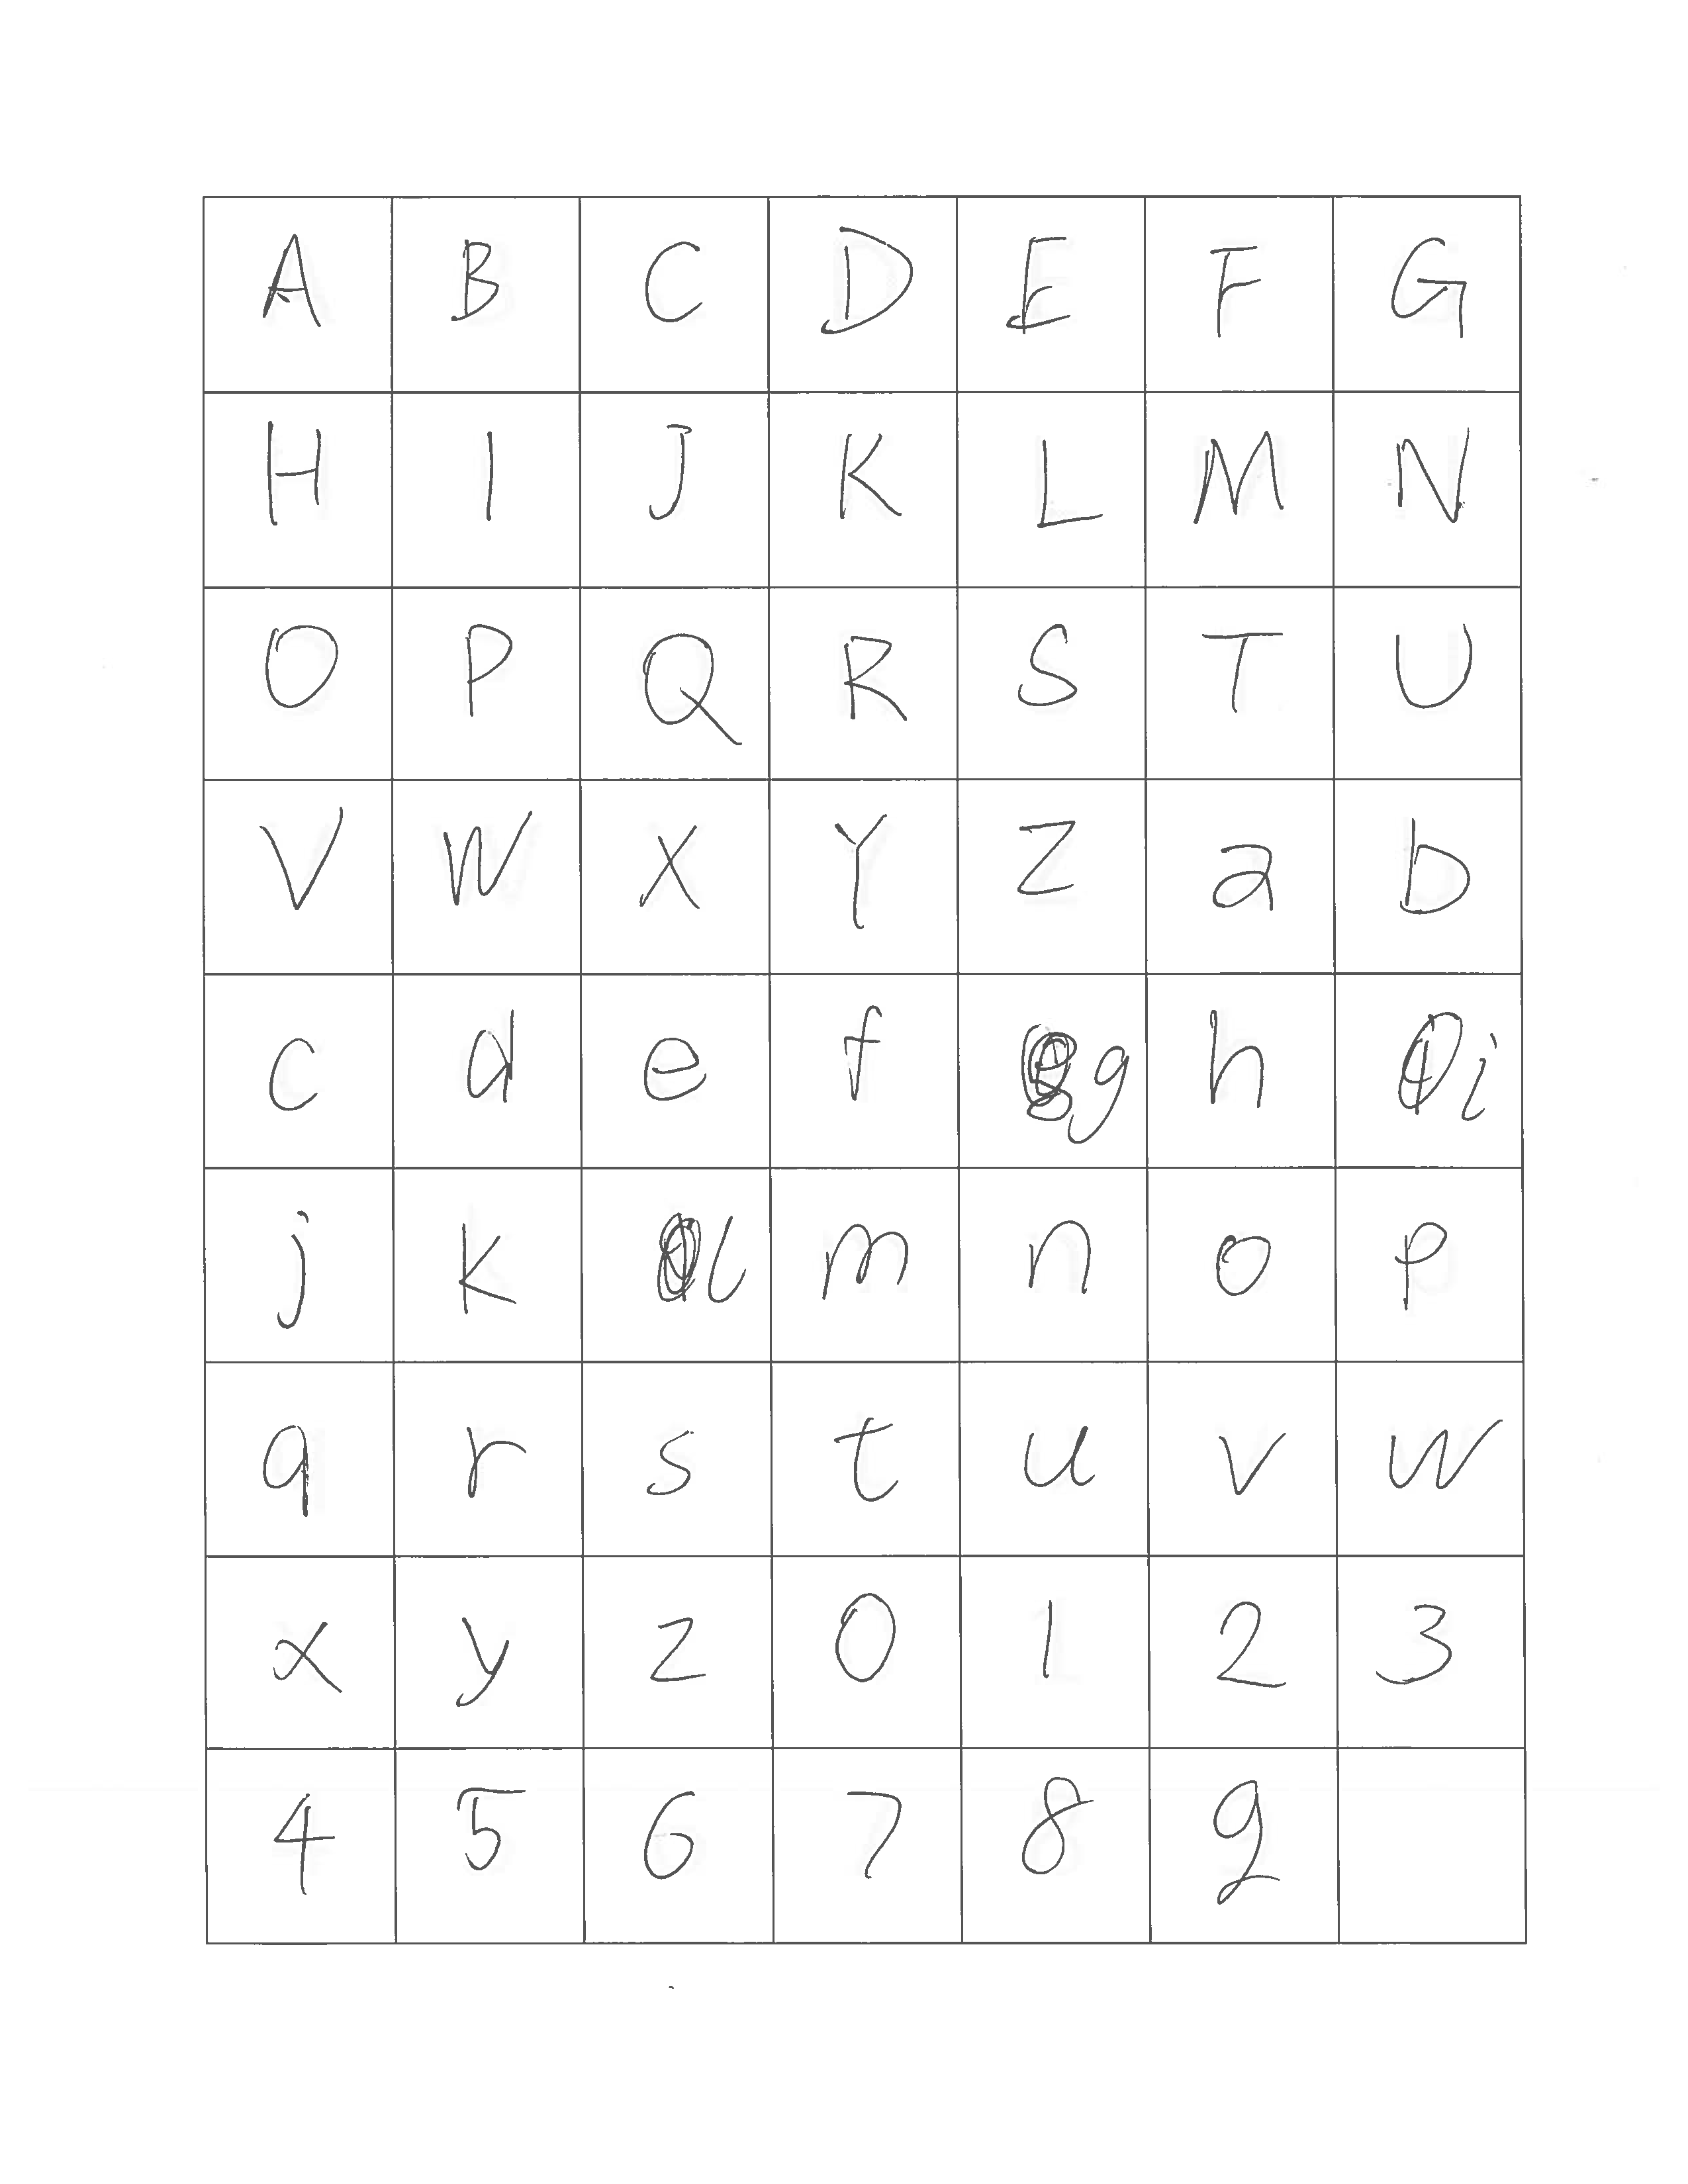 A B C D E F G
H I J K L M N
O P Q R S T U
V W X Y Z a b
c d e f g h i
j k l m n o p
q r s t u v w
x y z 0 1 2 3
4 5 6 7 8 9